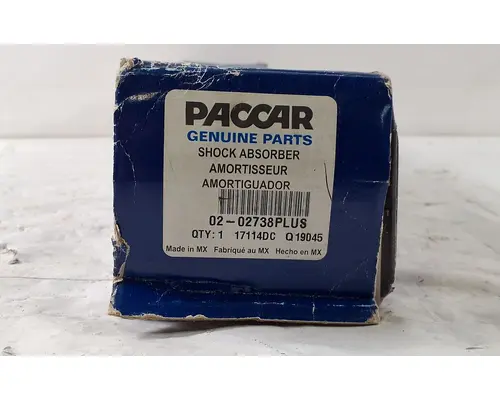 PACCAR
GENUINE PARTS
SHOCK ABSORBER
AMORTISSEUR
AMORTIGUADOR
02-02738PLUS
QTY: 1 17114DC Q19045
Made in MX Fabriqué au MX Hecho en MX